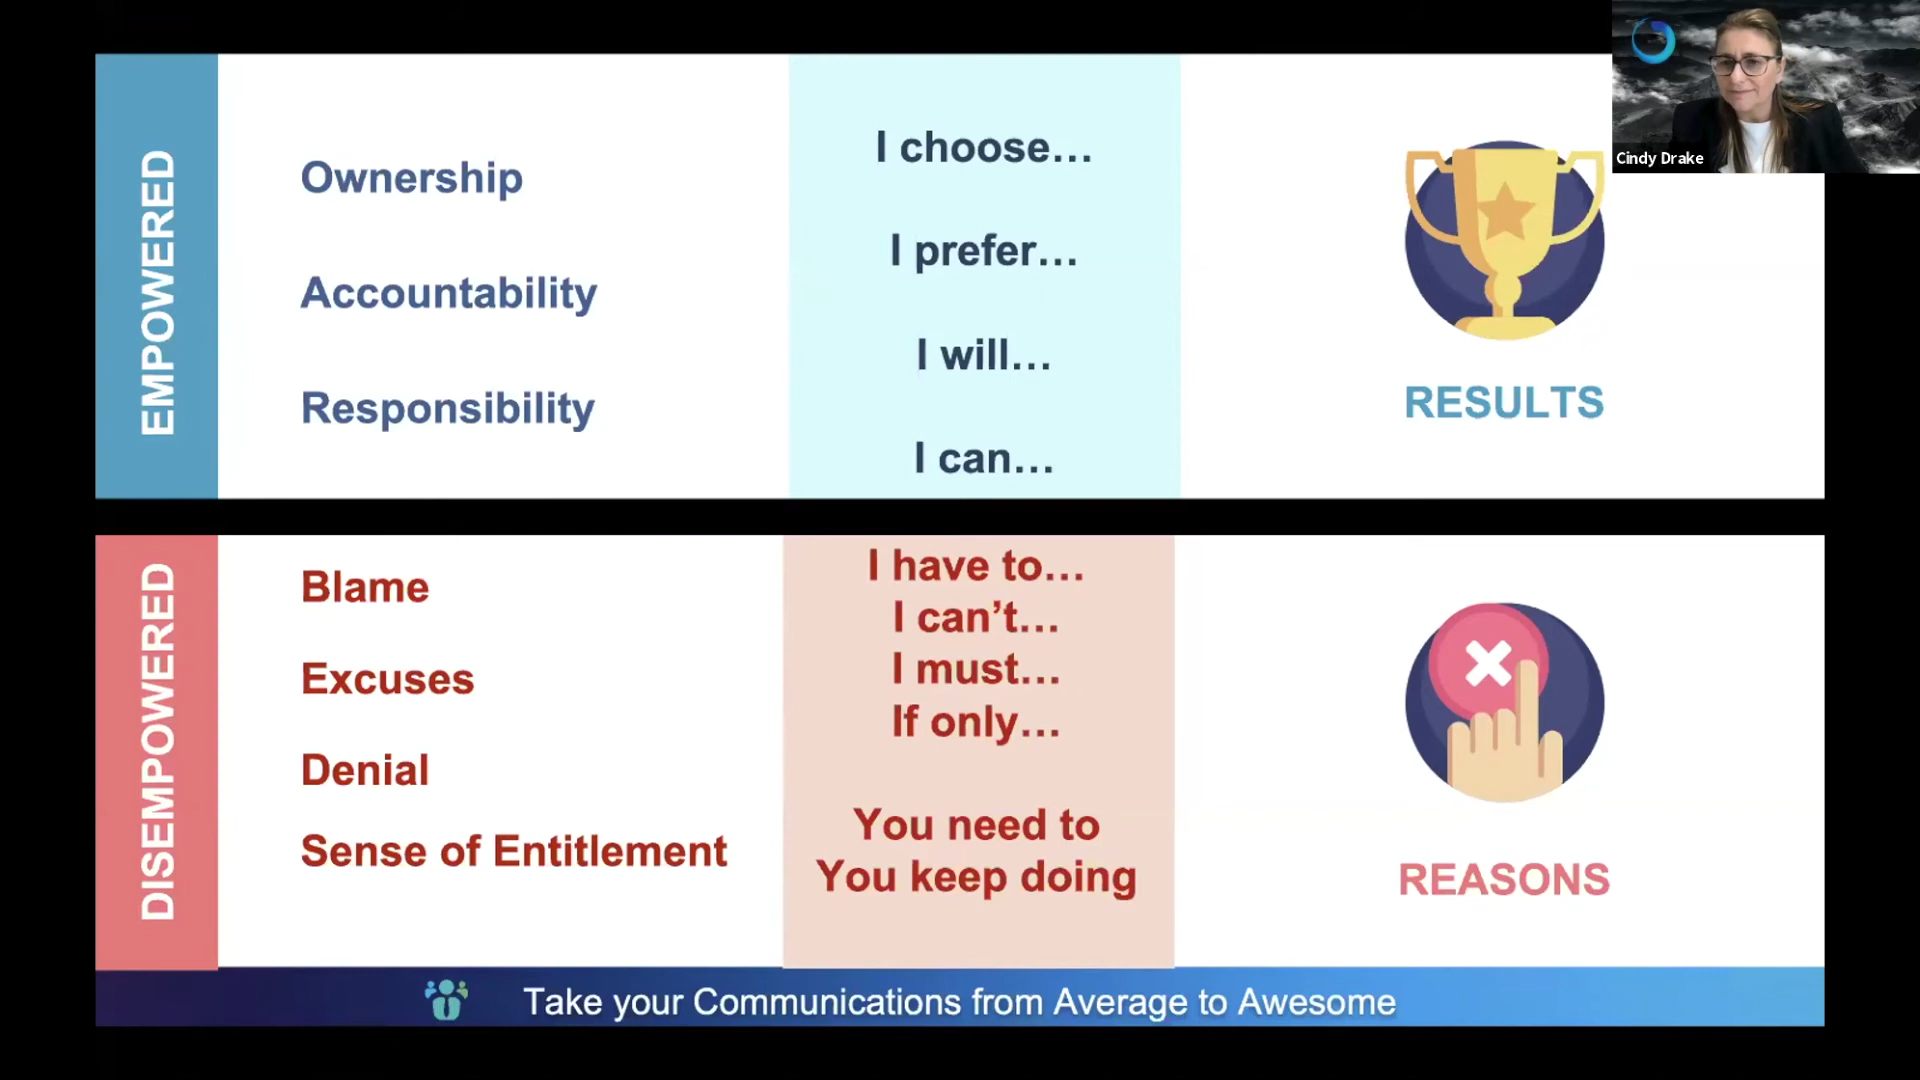 Cindy Drake
EMPOWERED
Ownership
Accountability
Responsibility
I choose…
I prefer…
I will…
I can…
RESULTS
DISEMPOWERED
Blame
Excuses
Denial
Sense of Entitlement
I have to…
I can’t…
I must…
If only…
You need to
You keep doing
REASONS
Take your Communications from Average to Awesome